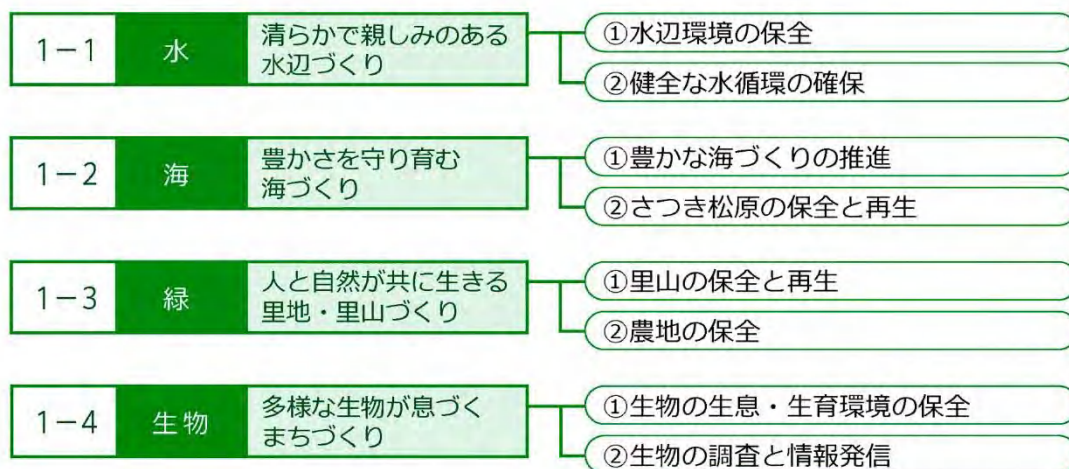 1－1
水
清らかで親しみのある
水辺づくり
①水辺環境の保全
②健全な水循環の確保
1－2
海
豊かさを守り育む
海づくり
①豊かな海づくりの推進
②さつき松原の保全と再生
1－3
緑
人と自然が共に生きる
里地・里山づくり
①里山の保全と再生
②農地の保全
1－4
生物
多様な生物が息づく
まちづくり
①生物の生息・生育環境の保全
②生物の調査と情報発信